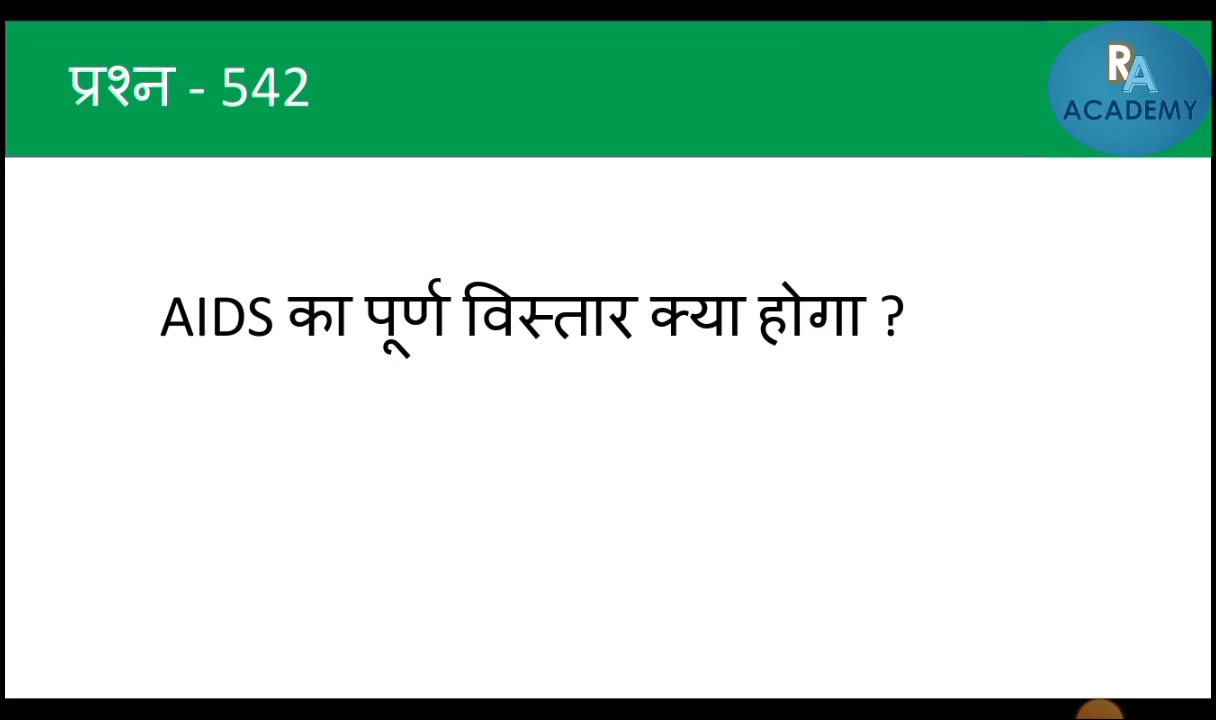 प्रश्न - 542
RA
ACADEMY
AIDS का पूर्ण विस्तार क्या होगा ?